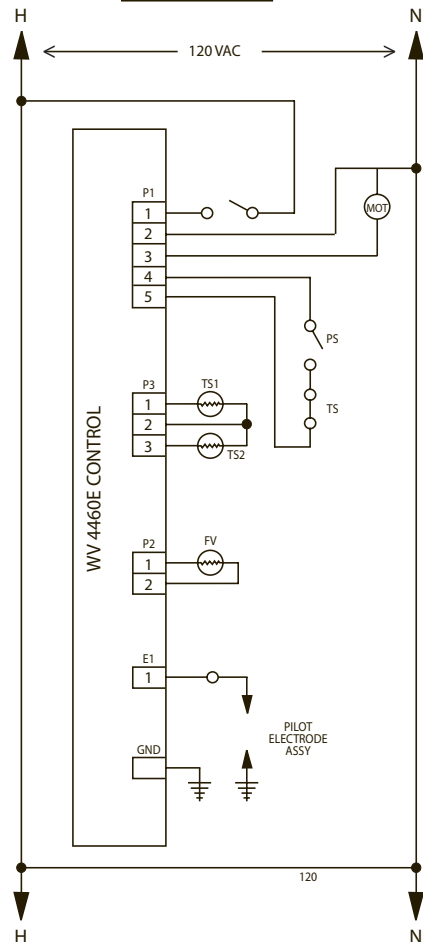 H N
120 VAC
P1
1
2
MOT
3
4
5
PS
P3
TS1
1
TS
2
3
TS2
WV 4460E CONTROL
P2
FV
1
2
E1
1
PILOT
ELECTRODE
ASSY
GND
120
H N